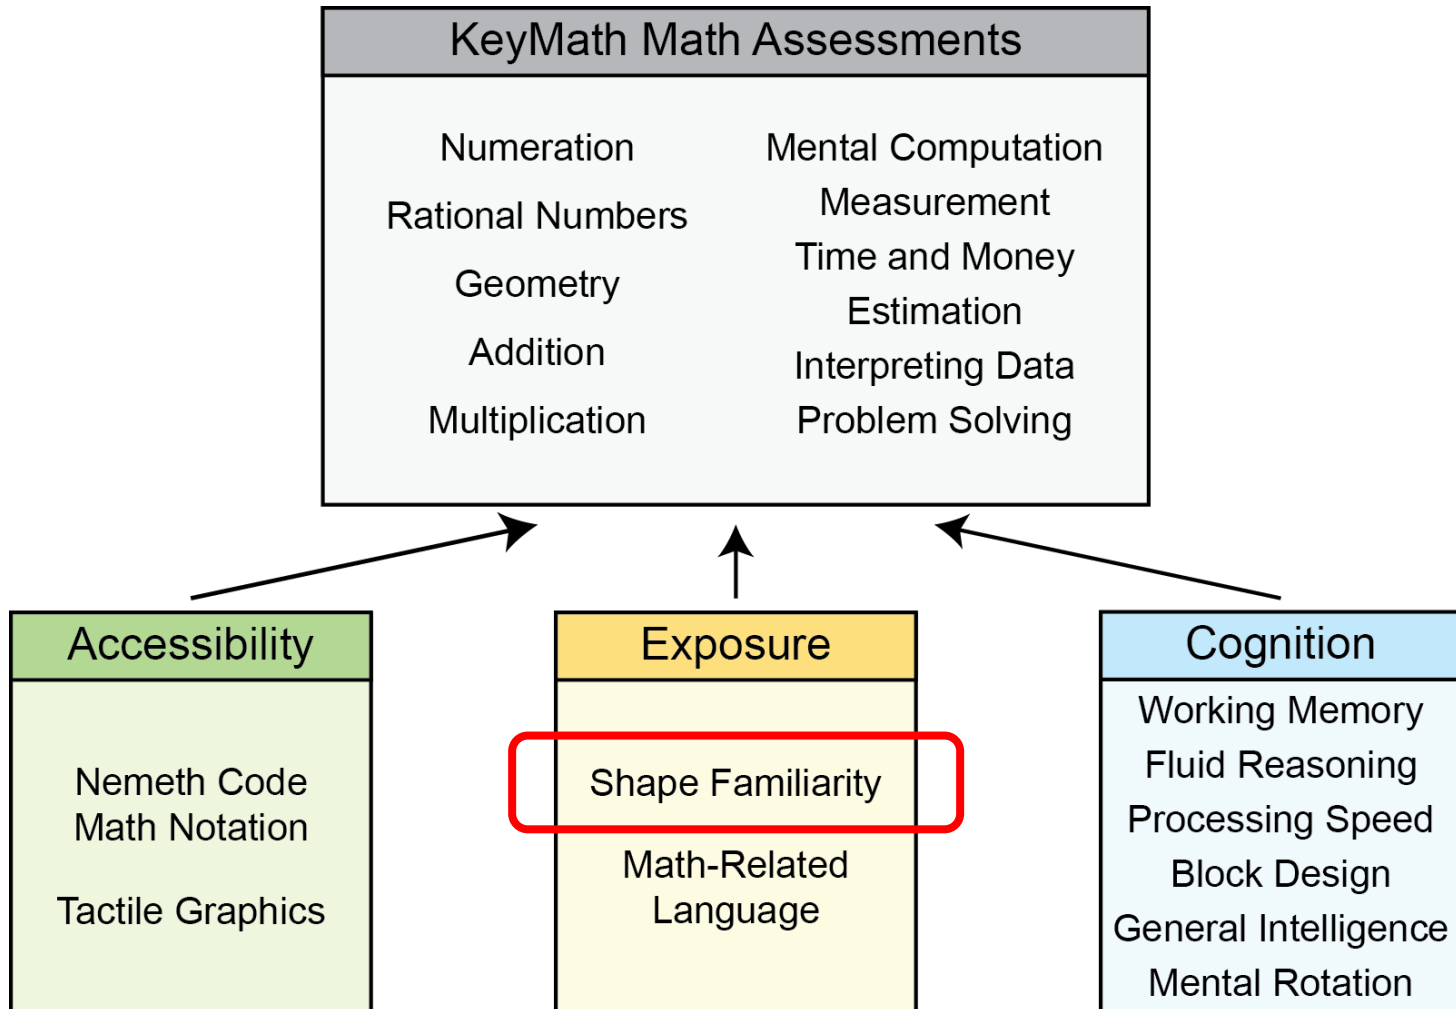 KeyMath Math Assessments
Numeration
Rational Numbers
Geometry
Addition
Multiplication
Mental Computation
Measurement
Time and Money
Estimation
Interpreting Data
Problem Solving
Accessibility
Nemeth Code
Math Notation
Tactile Graphics
Exposure
Shape Familiarity
Math-Related
Language
Cognition
Working Memory
Fluid Reasoning
Processing Speed
Block Design
General Intelligence
Mental Rotation